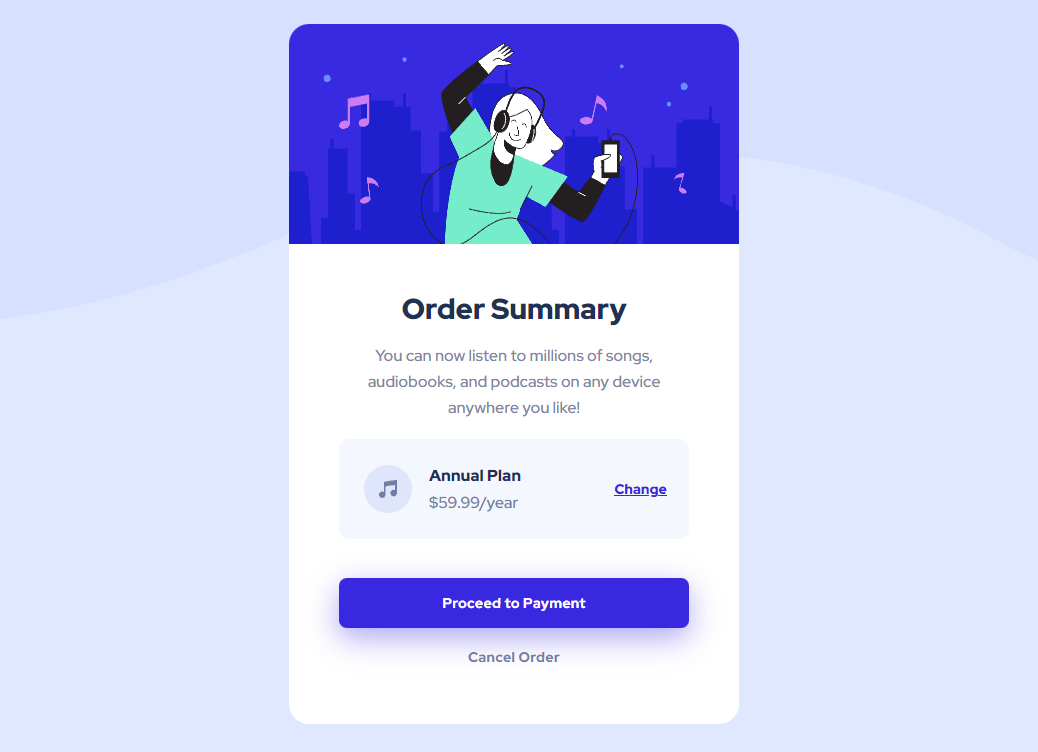 Order Summary
You can now listen to millions of songs,
audiobooks, and podcasts on any device
anywhere you like!
Annual Plan
$59.99/year
Change
Proceed to Payment
Cancel Order